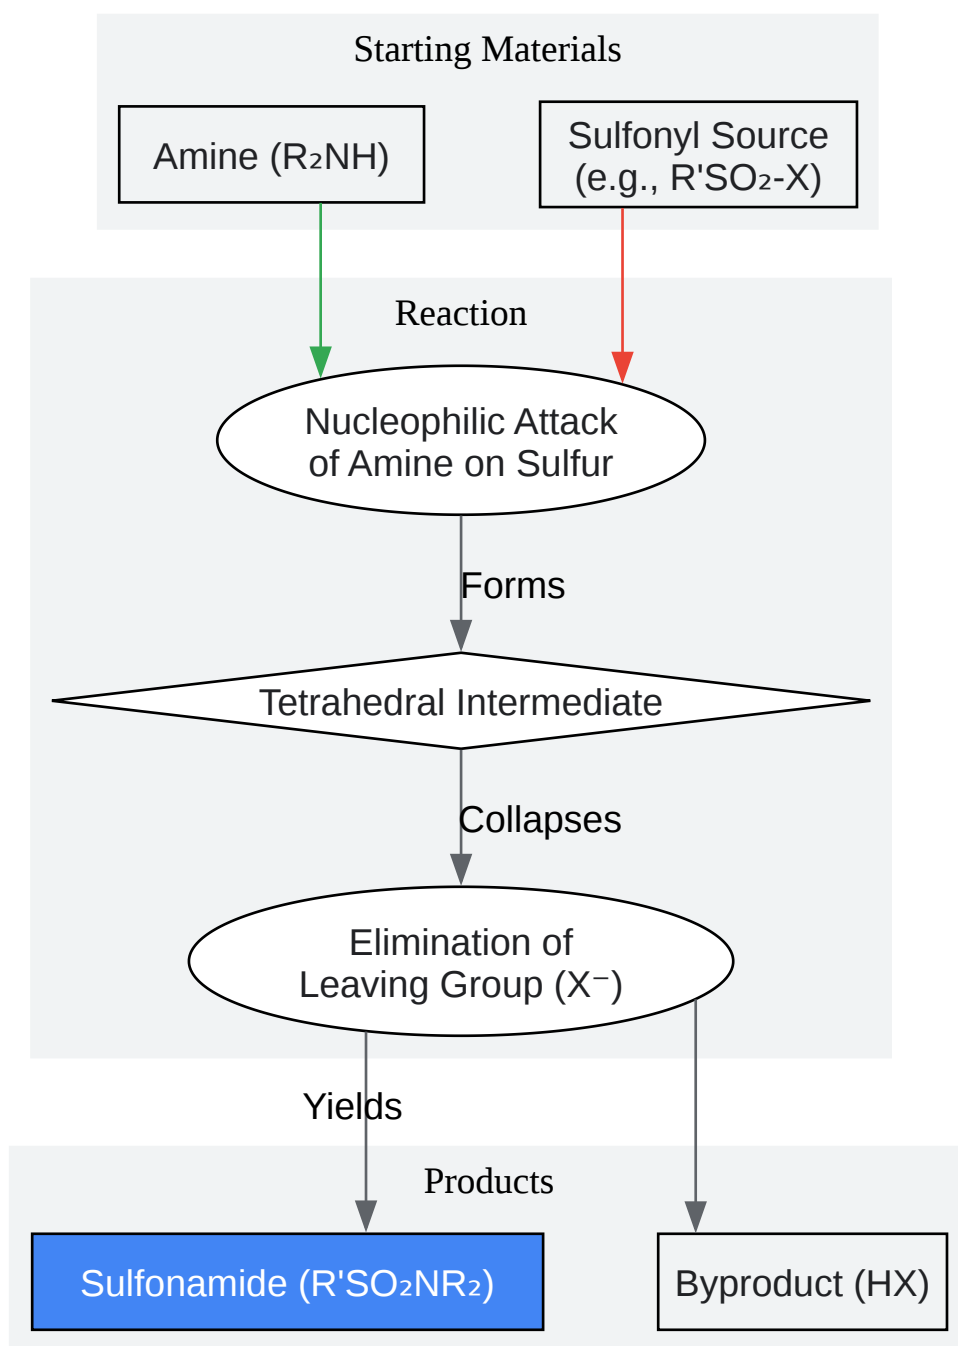 Starting Materials
Amine (R₂NH)
Sulfonyl Source
(e.g., R'SO₂-X)
Reaction
Nucleophilic Attack
of Amine on Sulfur
Forms
Tetrahedral Intermediate
Collapses
Elimination of
Leaving Group (X⁻)
Yields
Products
Sulfonamide (R'SO₂NR₂)
Byproduct (HX)